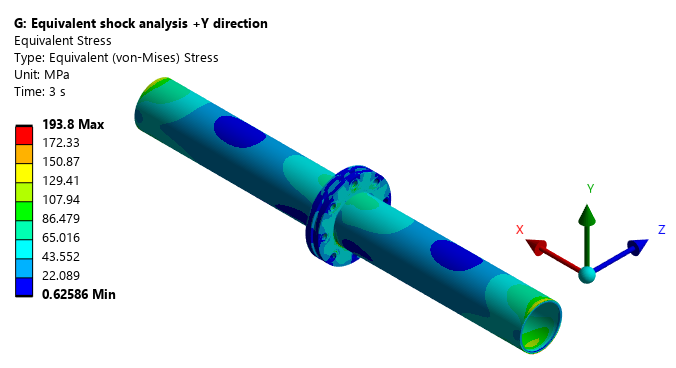 G: Equivalent shock analysis +Y direction
Equivalent Stress
Type: Equivalent (von-Mises) Stress
Unit: MPa
Time: 3 s
193.8 Max
172.33
150.87
129.41
107.94
86.479
65.016
43.552
22.089
0.62586 Min
Y
X
Z